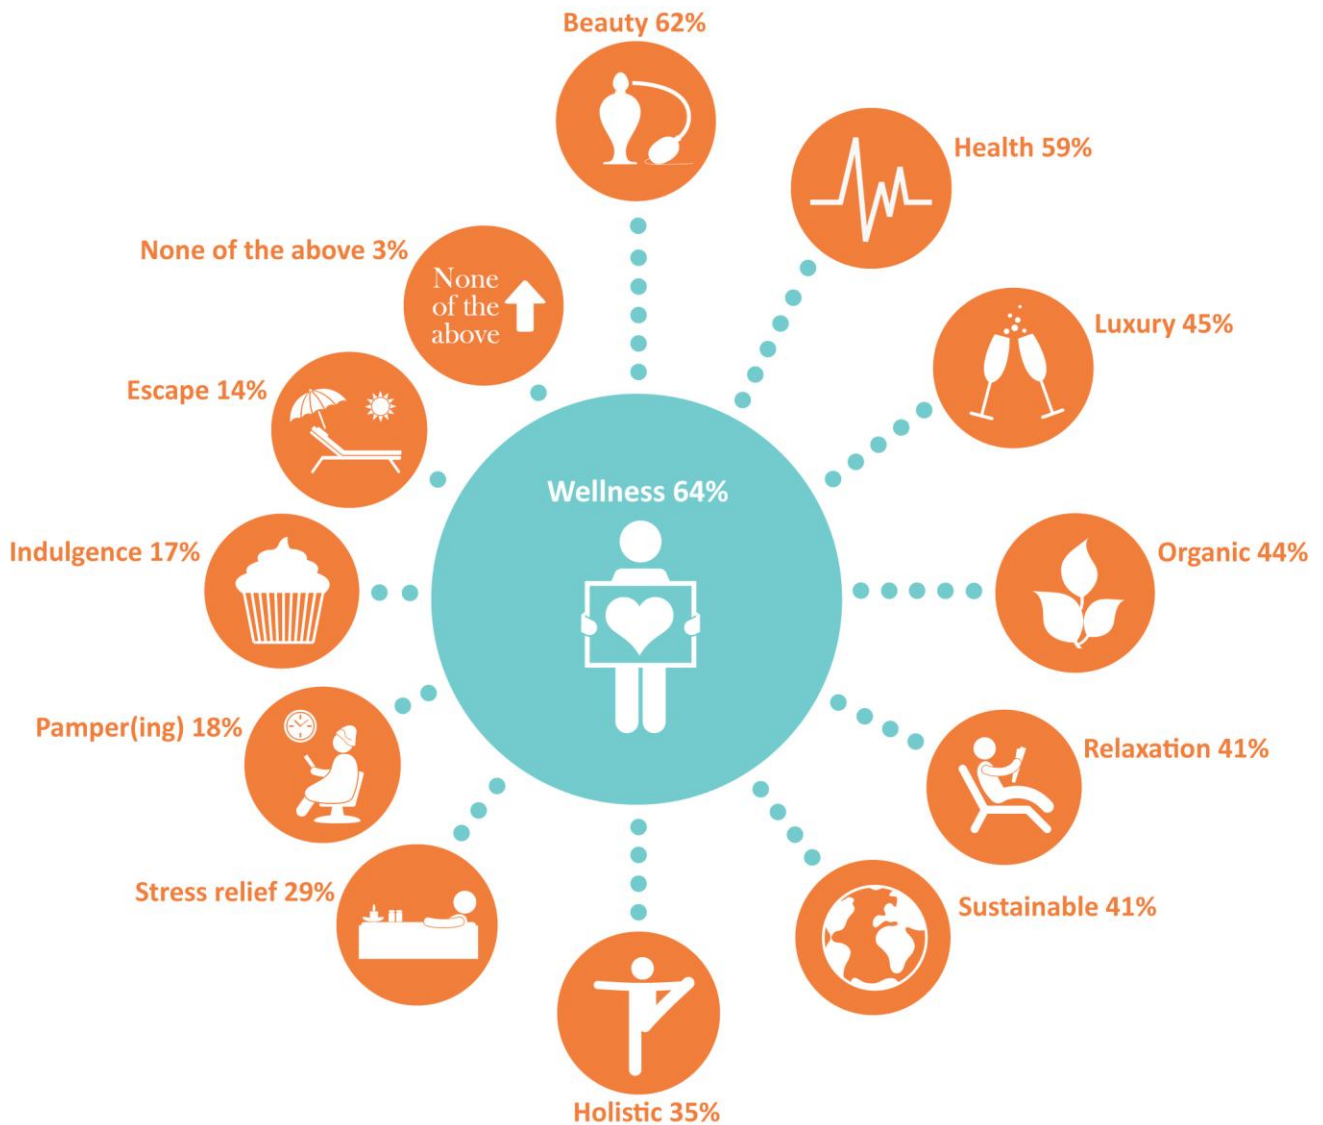 Beauty 62%
Health 59%
Luxury 45%
Organic 44%
Relaxation 41%
Sustainable 41%
Holistic 35%
Stress relief 29%
Pamper(ing) 18%
Indulgence 17%
Escape 14%
None of the above 3%
None
of the
above
Wellness 64%